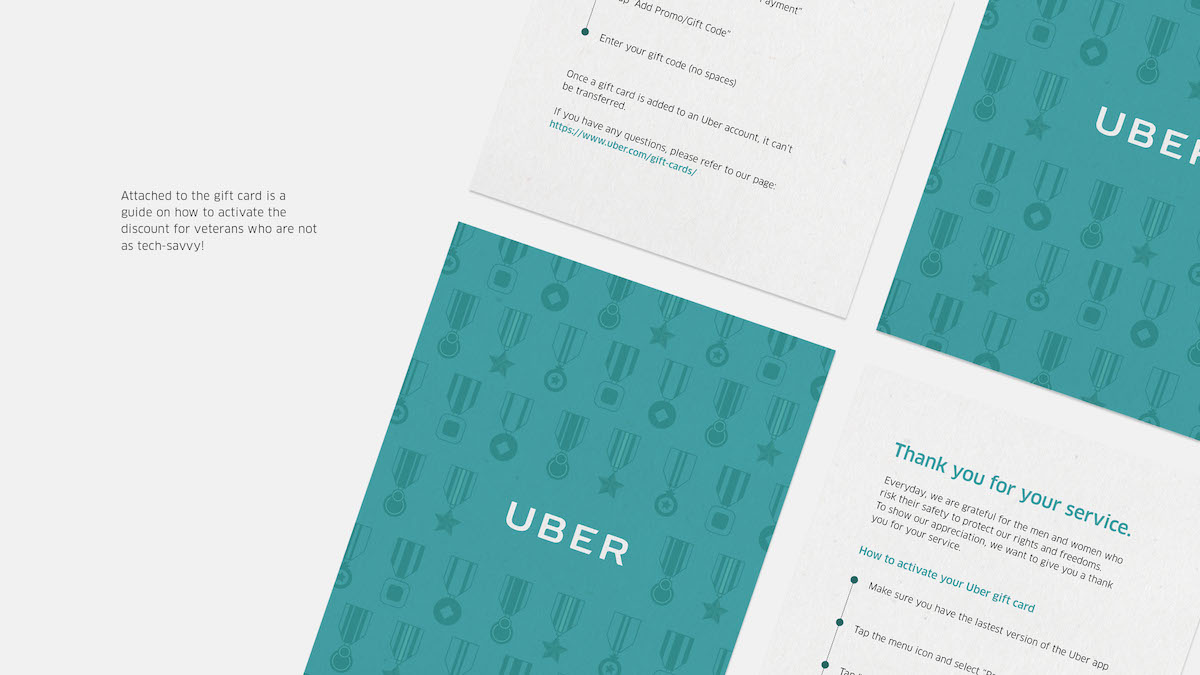 Attached to the gift card is a
guide on how to activate the
discount for veterans who are not
as tech-savvy!
"Add Promo/Gift Code"
Enter your gift code (no spaces)
Once a gift card is added to an Uber account, it can't
be transferred.
If you have any questions, please refer to our page:
https://www.uber.com/gift-cards/
UBER
UBER
Thank you for your service.
Everyday, we are grateful for the men and women who
risk their safety to protect our rights and freedoms.
To show our appreciation, we want to give you a thank
you for your service.
How to activate your Uber gift card
Make sure you have the lastest version of the Uber app
Tap the menu icon and select